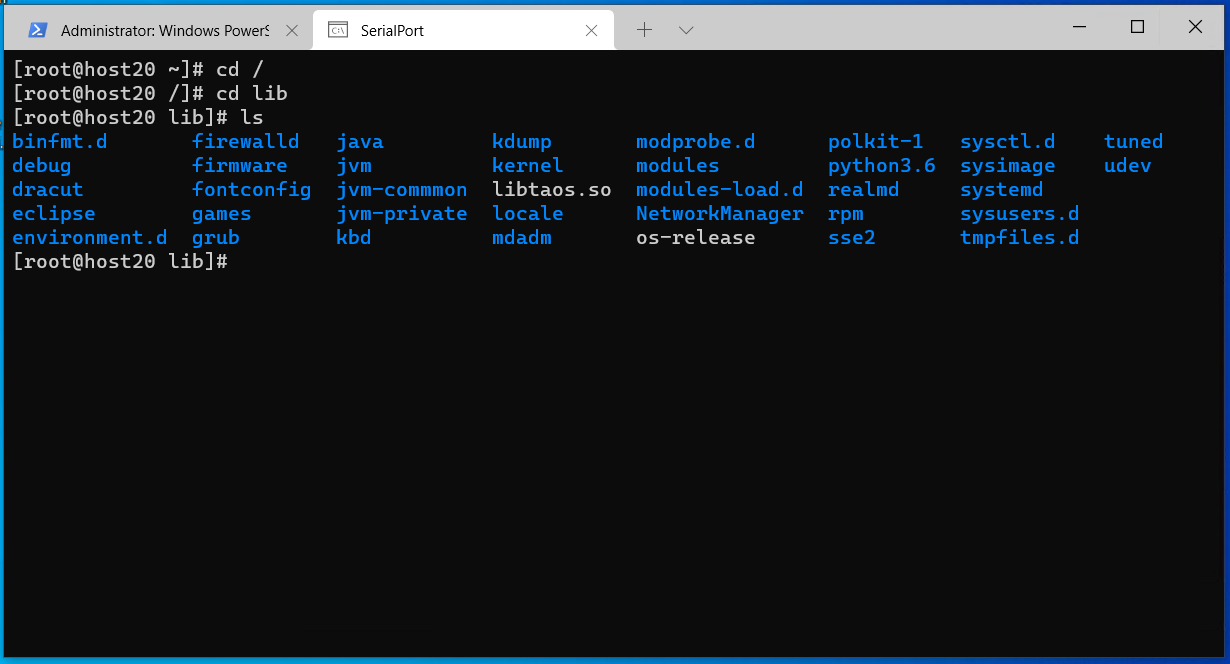 Administrator: Windows PowerS SerialPort
[root@host20 ~]# cd /
[root@host20 /]# cd lib
[root@host20 lib]# ls
binfmt.d firewalld java kdump modprobe.d polkit-1 sysctl.d tuned
debug firmware jvm kernel modules python3.6 sysimage udev
dracut fontconfig jvm-commmon libtaos.so modules-load.d realmd systemd
eclipse games jvm-private locale NetworkManager rpm sysusers.d
environment.d grub kbd mdadm os-release sse2 tmpfiles.d
[root@host20 lib]#